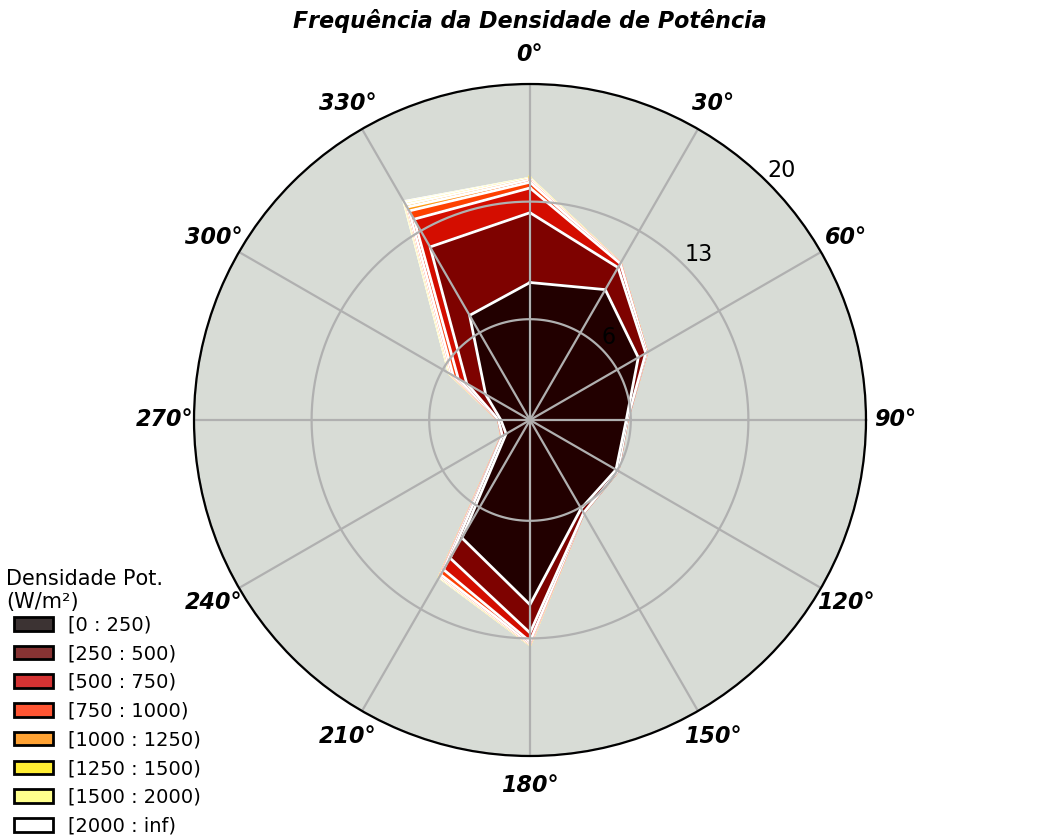 Frequência da Densidade de Potência
0°
330°
30°
20
300°
60°
13
6
270°
90°
Densidade Pot.
(W/m²)
240°
120°
[0 : 250)
[250 : 500)
[500 : 750)
[750 : 1000)
210°
150°
[1000 : 1250)
[1250 : 1500)
180°
[1500 : 2000)
[2000 : inf)